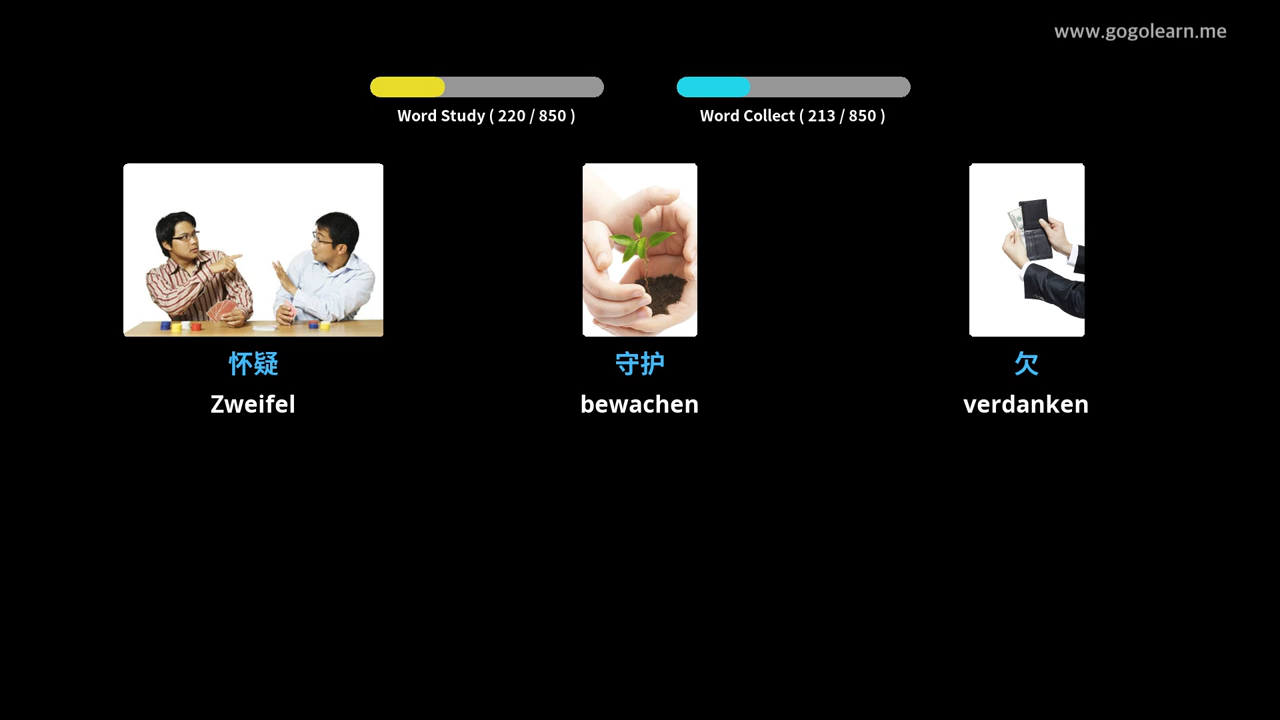 www.gogolearn.me
Word Study ( 220 / 850 )
Word Collect ( 213 / 850 )
怀疑
守护
欠
Zweifel
bewachen
verdanken